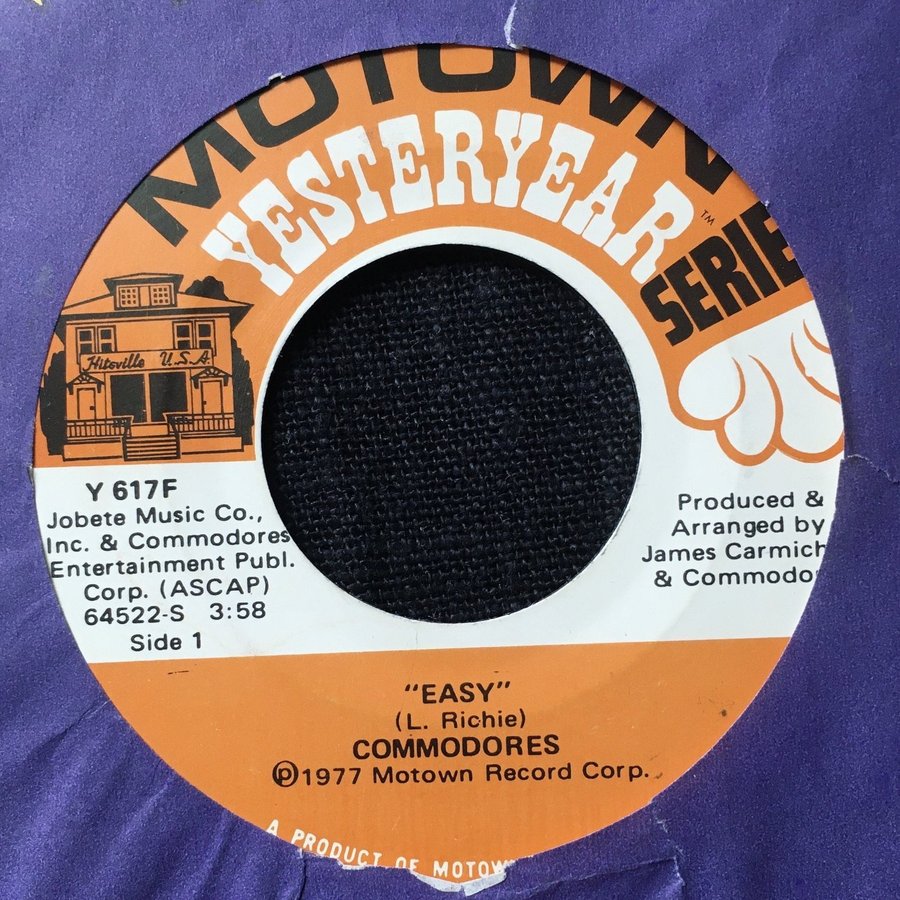 MOTOWN
YESTERYEAR™
SERIE
Hitsville U.S.A.
Y 617F
Jobete Music Co.,
Inc. & Commodores
Entertainment Publ.
Corp. (ASCAP)
64522-S 3:58
Side 1
Produced &
Arranged by
James Carmich
& Commodo
"EASY"
(L. Richie)
COMMODORES
℗1977 Motown Record Corp.
A PRODUCT OF MOTOW